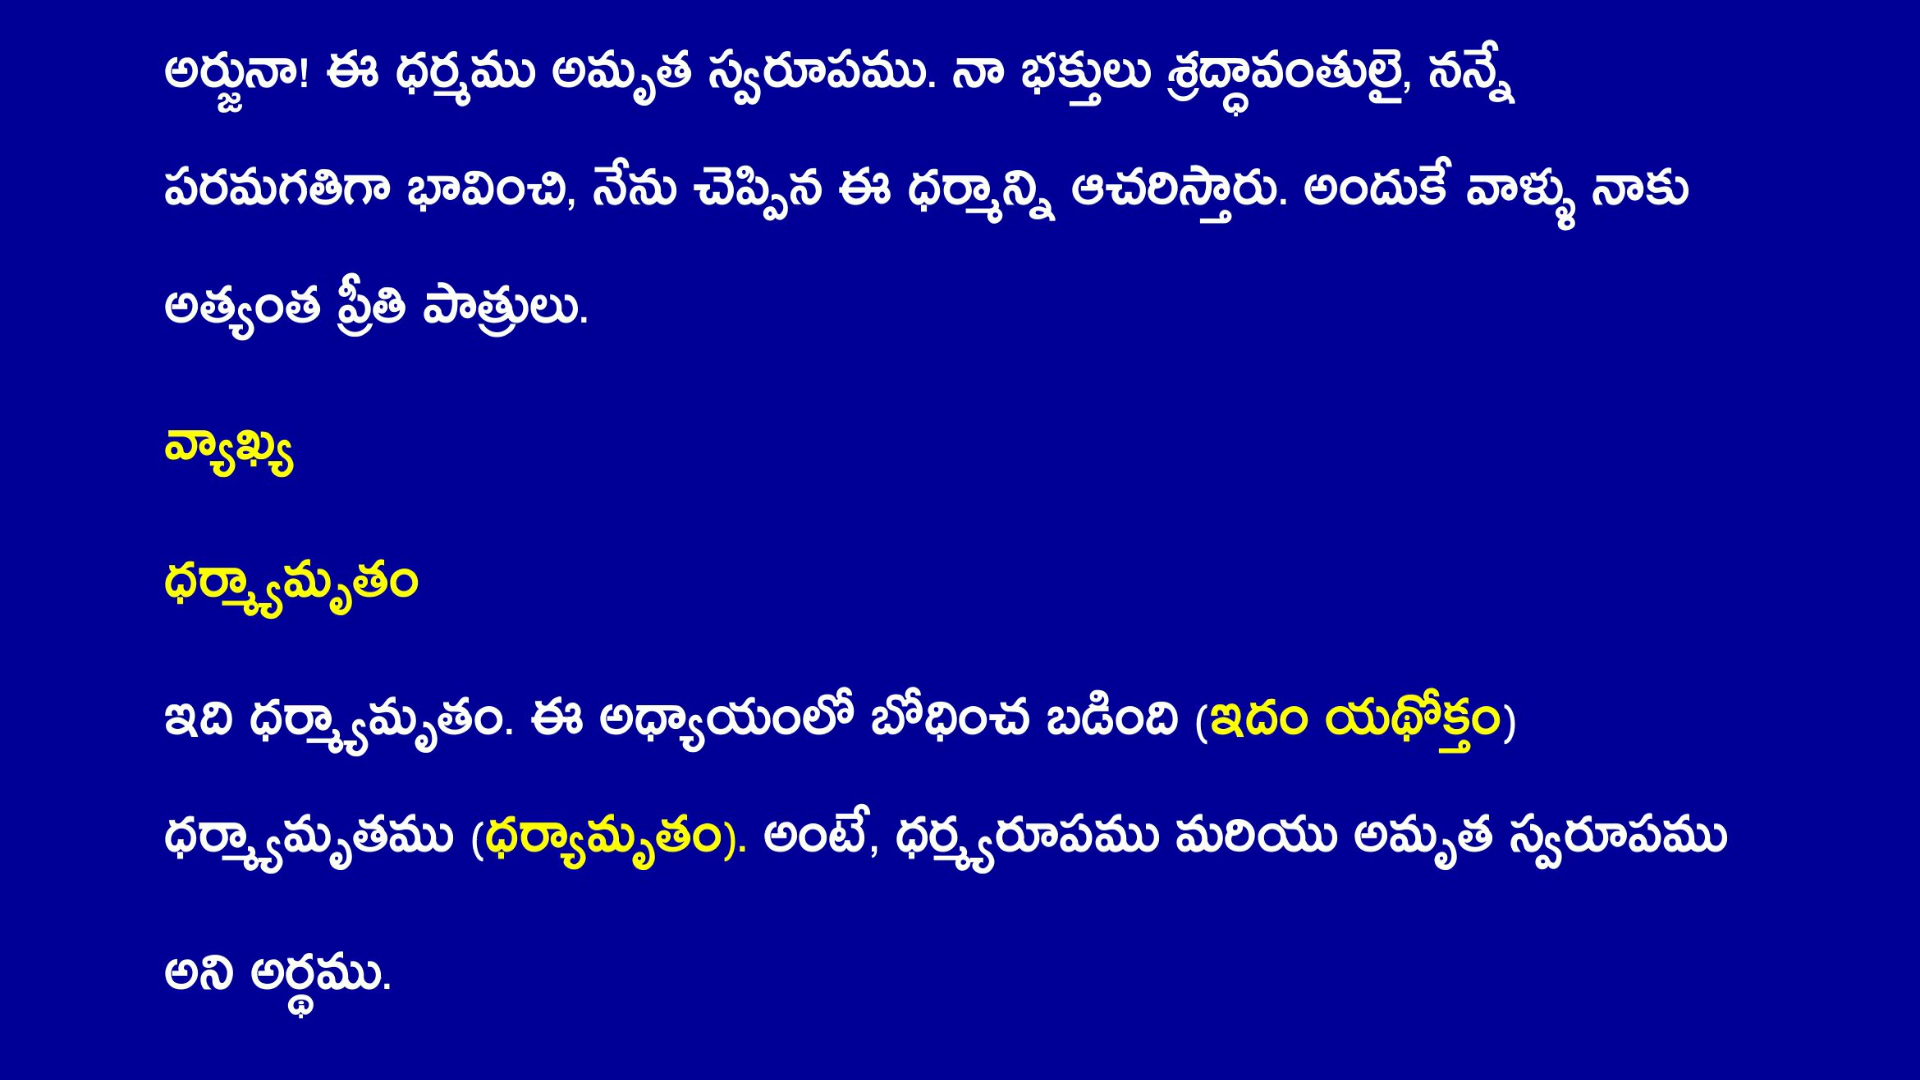 అర్జునా! ఈ ధర్మము అమృత స్వరూపము. నా భక్తులు శ్రద్ధావంతులై, నన్నే
పరమగతిగా భావించి, నేను చెప్పిన ఈ ధర్మాన్ని ఆచరిస్తారు. అందుకే వాళ్ళు నాకు
అత్యంత ప్రీతి పాత్రులు.
వ్యాఖ్య
ధర్మ్యామృతం
ఇది ధర్మ్యామృతం. ఈ అధ్యాయంలో బోధించ బడింది (ఇదం యథోక్తం)
ధర్మ్యామృతము (ధర్యామృతం). అంటే, ధర్మ్యరూపము మరియు అమృత స్వరూపము
అని అర్థము.